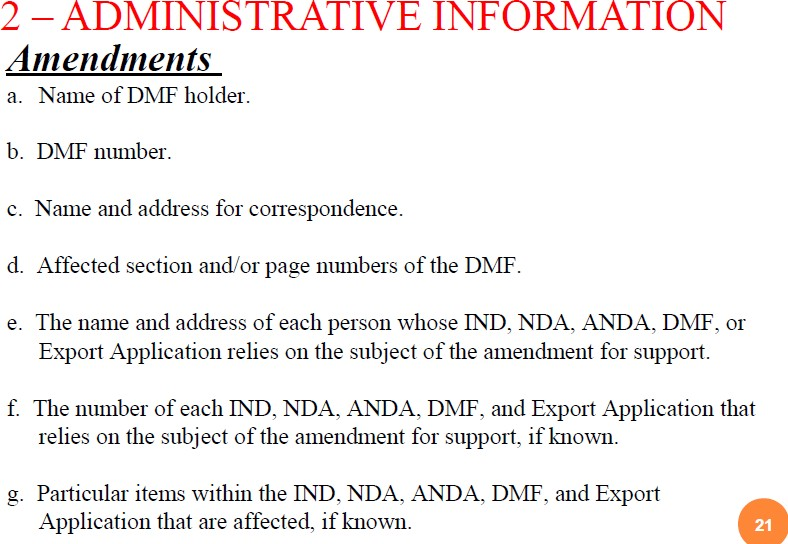 2 – ADMINISTRATIVE INFORMATION
Amendments
a. Name of DMF holder.
b. DMF number.
c. Name and address for correspondence.
d. Affected section and/or page numbers of the DMF.
e. The name and address of each person whose IND, NDA, ANDA, DMF, or
Export Application relies on the subject of the amendment for support.
f. The number of each IND, NDA, ANDA, DMF, and Export Application that
relies on the subject of the amendment for support, if known.
g. Particular items within the IND, NDA, ANDA, DMF, and Export
Application that are affected, if known.
21